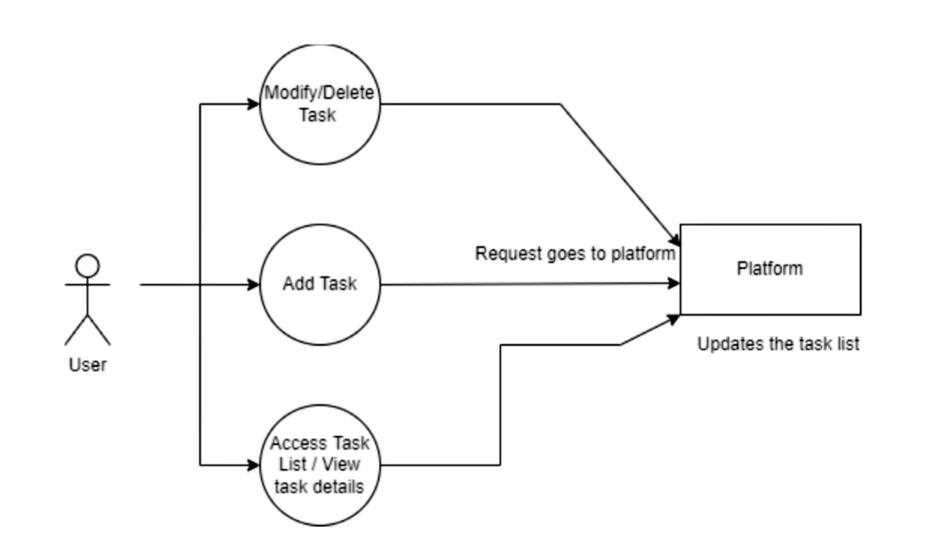 Modify/Delete
Task
Request goes to platform
Platform
Add Task
Updates the task list
User
Access Task
List / View
task details